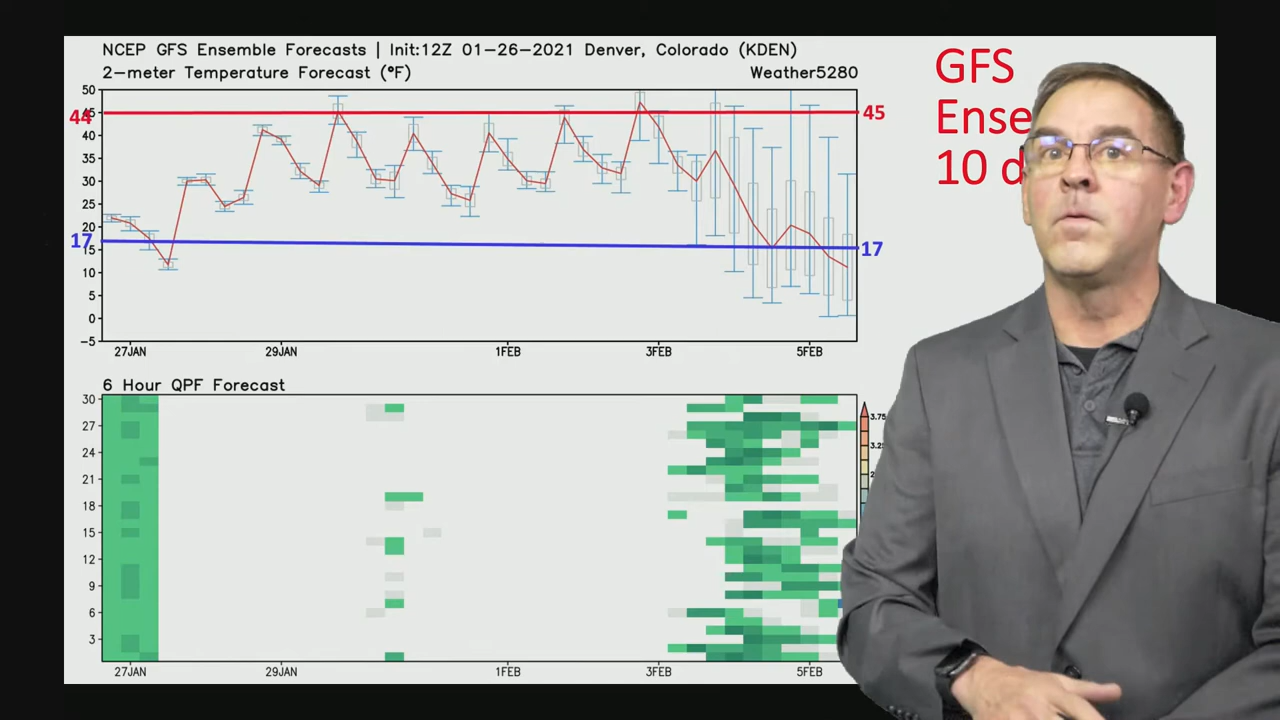 NCEP GFS Ensemble Forecasts | Init:12Z 01-26-2021 Denver, Colorado (KDEN)
2-meter Temperature Forecast (°F)
Weather5280
GFS
10 d
50
45
44
45
40
35
30
25
20
17
15
17
10
5
0
-5
27JAN
29JAN
1FEB
3FEB
5FEB
6 Hour QPF Forecast
30
27
24
21
18
15
12
9
6
3
3.75
27JAN
29JAN
1FEB
3FEB
5FEB